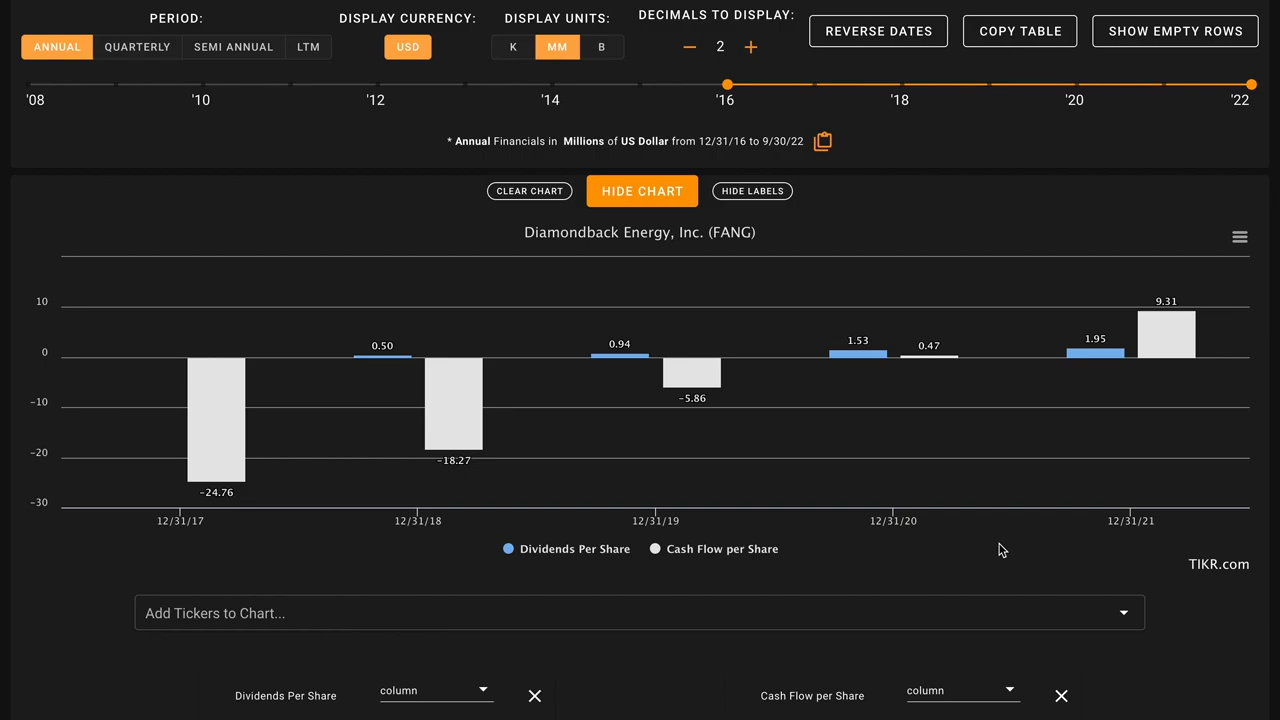 PERIOD:
DISPLAY CURRENCY:
DISPLAY UNITS:
DECIMALS TO DISPLAY:
ANNUAL
QUARTERLY
SEMI ANNUAL
LTM
USD
K
MM
B
2
REVERSE DATES
COPY TABLE
SHOW EMPTY ROWS
'08
'10
'12
'14
'16
'18
'20
'22
* Annual Financials in Millions of US Dollar from 12/31/16 to 9/30/22
CLEAR CHART
HIDE CHART
HIDE LABELS
Diamondback Energy, Inc. (FANG)
10
0
−10
−20
−30
−24.76
0.50
−18.27
0.94
−5.86
1.53
0.47
1.95
9.31
12/31/17
12/31/18
12/31/19
12/31/20
12/31/21
Dividends Per Share
Cash Flow per Share
TIKR.com
Add Tickers to Chart...
Dividends Per Share
column
Cash Flow per Share
column